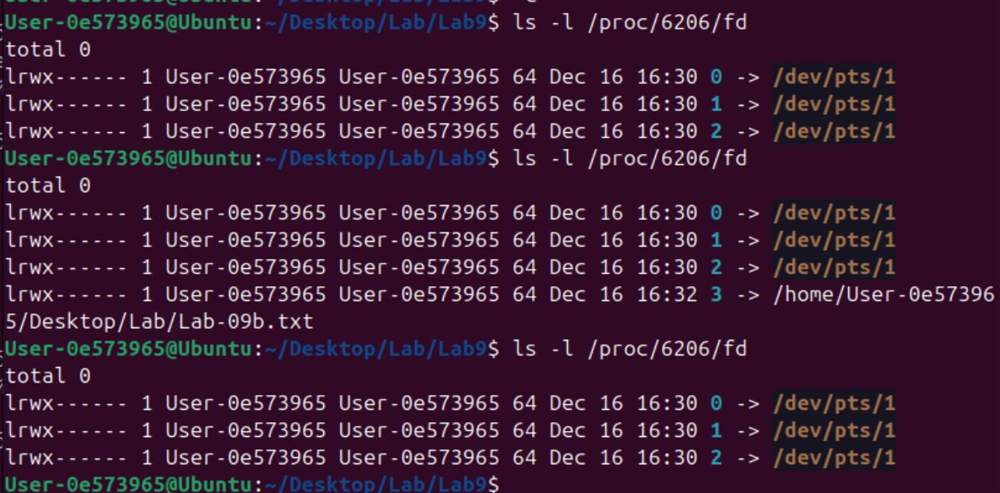 User-0e573965@Ubuntu:~/Desktop/Lab/Lab9$ ls -l /proc/6206/fd
total 0
lrwx------ 1 User-0e573965 User-0e573965 64 Dec 16 16:30 0 -> /dev/pts/1
lrwx------ 1 User-0e573965 User-0e573965 64 Dec 16 16:30 1 -> /dev/pts/1
lrwx------ 1 User-0e573965 User-0e573965 64 Dec 16 16:30 2 -> /dev/pts/1
User-0e573965@Ubuntu:~/Desktop/Lab/Lab9$ ls -l /proc/6206/fd
total 0
lrwx------ 1 User-0e573965 User-0e573965 64 Dec 16 16:30 0 -> /dev/pts/1
lrwx------ 1 User-0e573965 User-0e573965 64 Dec 16 16:30 1 -> /dev/pts/1
lrwx------ 1 User-0e573965 User-0e573965 64 Dec 16 16:30 2 -> /dev/pts/1
lrwx------ 1 User-0e573965 User-0e573965 64 Dec 16 16:32 3 -> /home/User-0e57396
5/Desktop/Lab/Lab-09b.txt
User-0e573965@Ubuntu:~/Desktop/Lab/Lab9$ ls -l /proc/6206/fd
total 0
lrwx------ 1 User-0e573965 User-0e573965 64 Dec 16 16:30 0 -> /dev/pts/1
lrwx------ 1 User-0e573965 User-0e573965 64 Dec 16 16:30 1 -> /dev/pts/1
lrwx------ 1 User-0e573965 User-0e573965 64 Dec 16 16:30 2 -> /dev/pts/1
User-0e573965@Ubuntu:~/Desktop/Lab/Lab9$